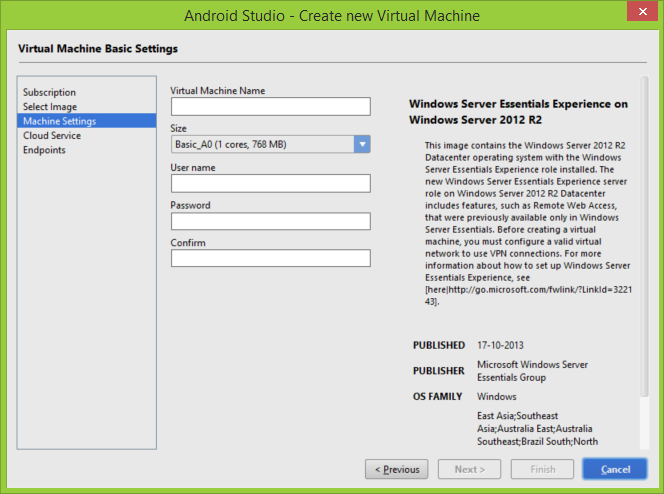 Android Studio - Create new Virtual Machine
Virtual Machine Basic Settings
Subscription
Select Image
Machine Settings
Cloud Service
Endpoints
Virtual Machine Name
Size
Basic_A0 (1 cores, 768 MB)
User name
Password
Confirm
Windows Server Essentials Experience on
Windows Server 2012 R2
This image contains the Windows Server 2012 R2
Datacenter operating system with the Windows
Server Essentials Experience role installed. The
new Windows Server Essentials Experience server
role on Windows Server 2012 R2 Datacenter
includes features, such as Remote Web Access,
that were previously available only in Windows
Server Essentials. Before creating a virtual
machine, you must configure a valid virtual
network to use VPN connections. For more
information about how to set up Windows Server
Essentials Experience, see
[here|http://go.microsoft.com/fwlink/?LinkId=3221
43].
PUBLISHED 17-10-2013
PUBLISHER Microsoft Windows Server
Essentials Group
OS FAMILY Windows
East Asia;Southeast
Asia;Australia East;Australia
Southeast;Brazil South;North
< Previous
Next >
Finish
Cancel